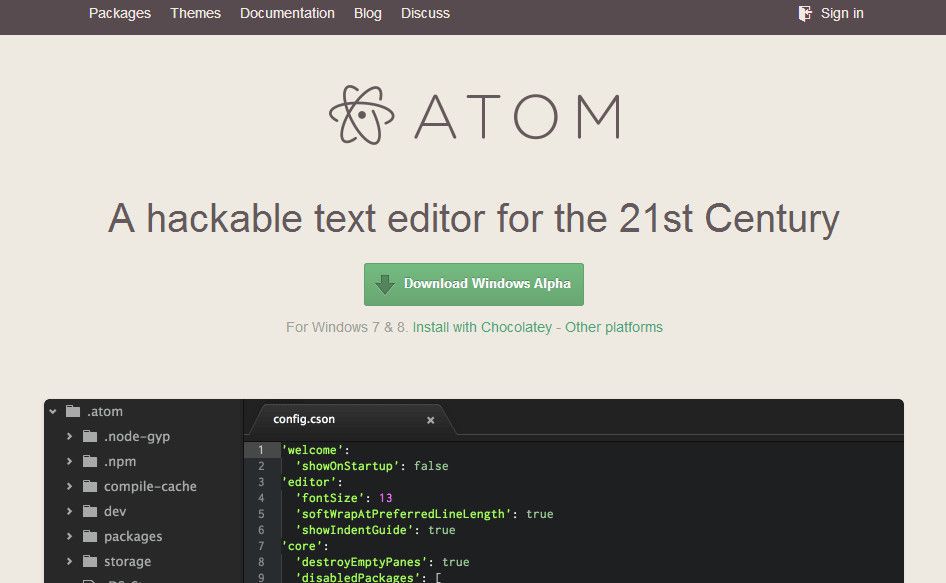 Packages Themes Documentation Blog Discuss Sign in
ATOM
A hackable text editor for the 21st Century
Download Windows Alpha
For Windows 7 & 8. Install with Chocolatey - Other platforms
.atom
.node-gyp
.npm
compile-cache
dev
packages
storage
config.cson ×
1 'welcome':
2 'showOnStartup': false
3 'editor':
4 'fontSize': 13
5 'softWrapAtPreferredLineLength': true
6 'showIndentGuide': true
7 'core':
8 'destroyEmptyPanes': true
9 'disabledPackages': [